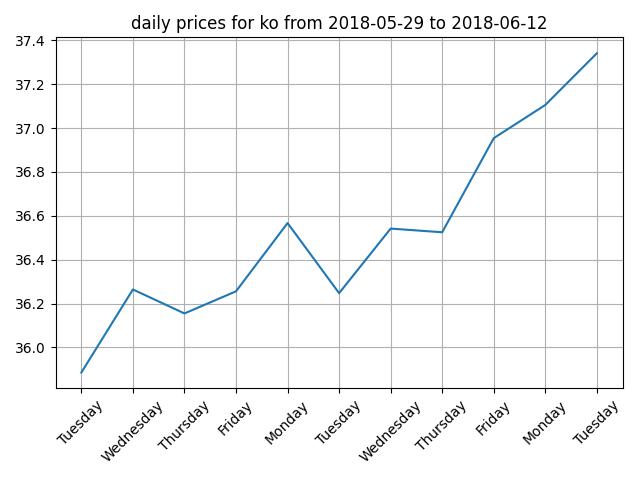 daily prices for ko from 2018-05-29 to 2018-06-12
37.4
37.2
37.0
36.8
36.6
36.4
36.2
36.0
Tuesday
Wednesday
Thursday
Friday
Monday
Tuesday
Wednesday
Thursday
Friday
Monday
Tuesday